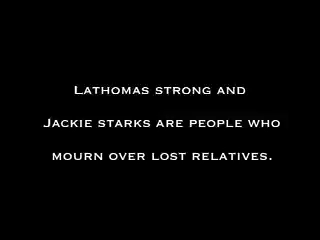 Lathomas strong and
Jackie starks are people who
mourn over lost relatives.